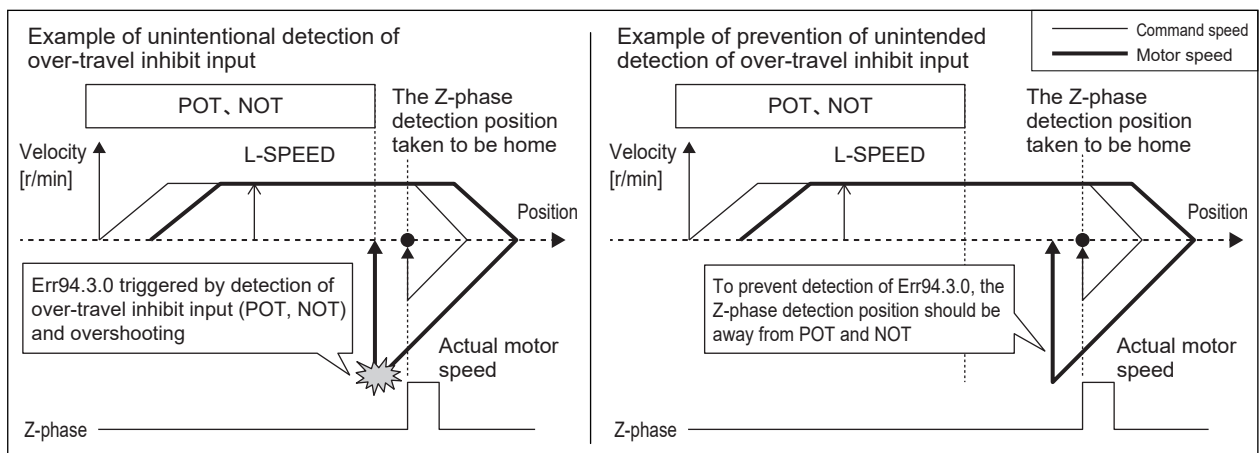 Example of unintentional detection of
over-travel inhibit input
POT、NOT
The Z-phase
detection position
taken to be home
Velocity
[r/min]
L-SPEED
Position
Err94.3.0 triggered by detection of
over-travel inhibit input (POT, NOT)
and overshooting
Actual motor
speed
Z-phase
Example of prevention of unintended
detection of over-travel inhibit input
Command speed
Motor speed
POT、NOT
The Z-phase
detection position
taken to be home
Velocity
[r/min]
L-SPEED
Position
To prevent detection of Err94.3.0, the
Z-phase detection position should be
away from POT and NOT
Actual motor
speed
Z-phase